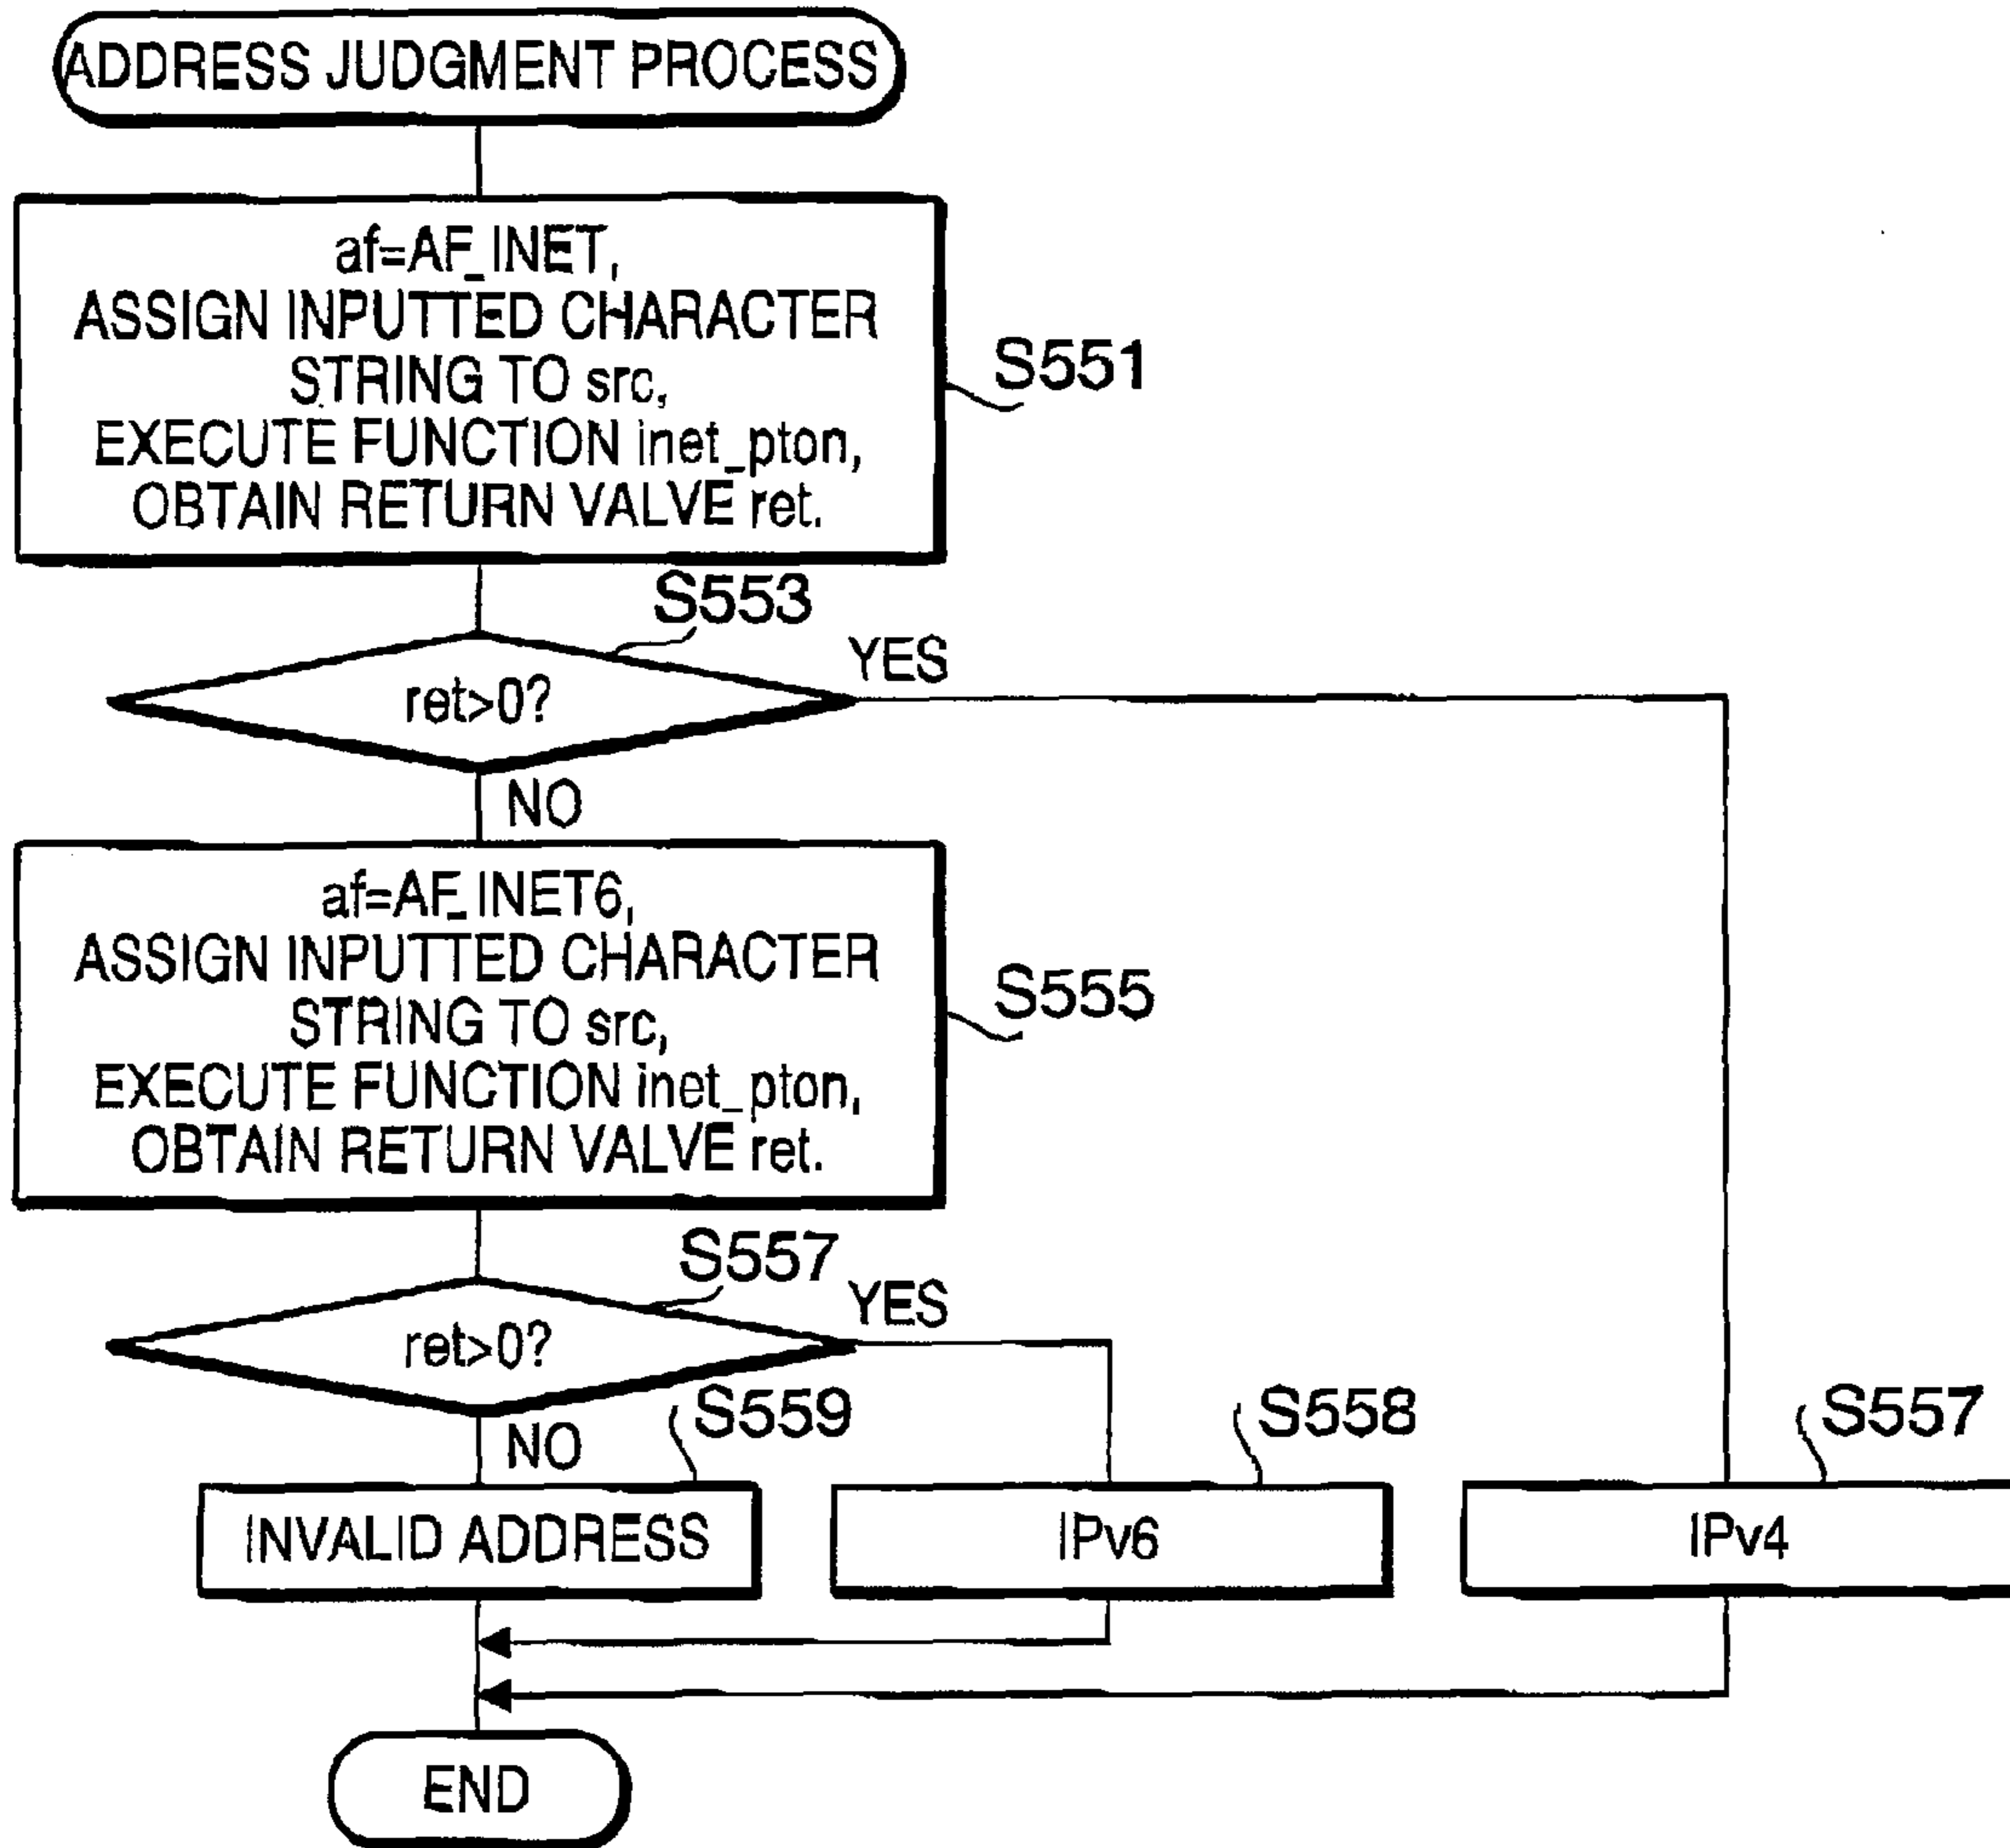 ADDRESS JUDGMENT PROCESS
af=AF_INET,
ASSIGN INPUTTED CHARACTER
STRING TO src,
EXECUTE FUNCTION inet_pton,
OBTAIN RETURN VALVE ret.
S551
S553
ret>0?
YES
NO
af=AF_INET6,
ASSIGN INPUTTED CHARACTER
STRING TO src,
EXECUTE FUNCTION inet_pton,
OBTAIN RETURN VALVE ret.
S555
S557
ret>0?
YES
NO
S559
S558
S557
INVALID ADDRESS
IPv6
IPv4
END